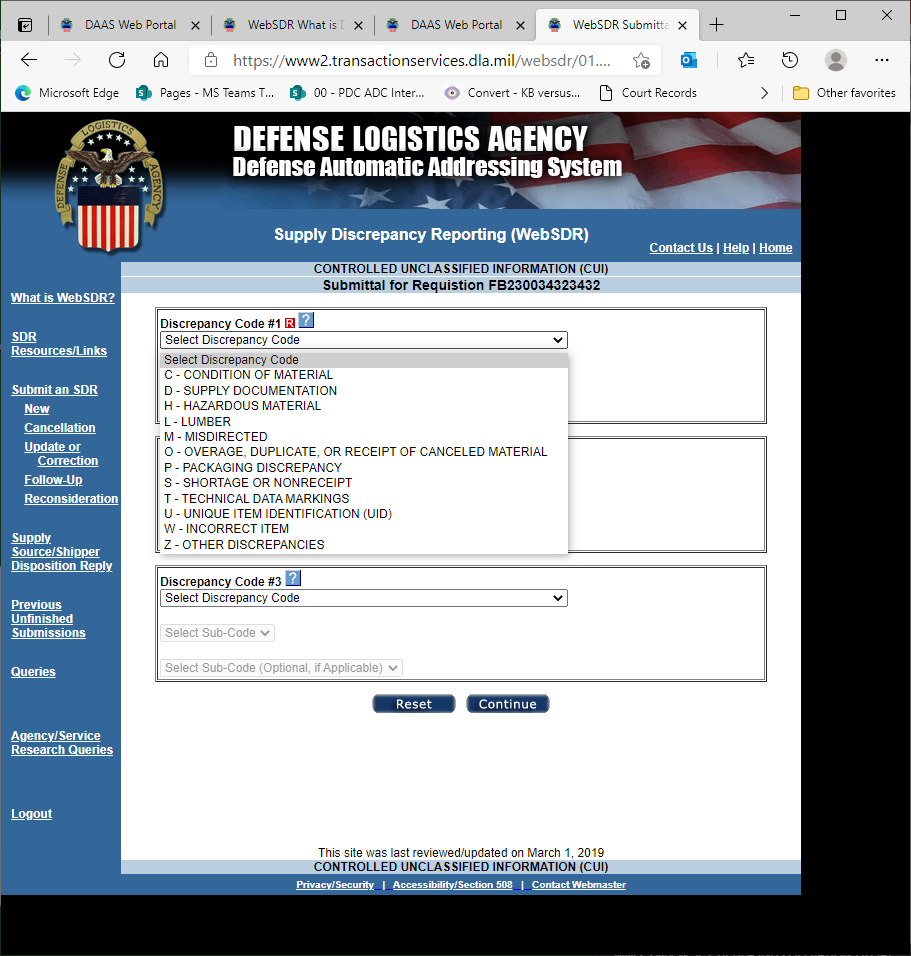 DAAS Web Portal
WebSDR What is D
DAAS Web Portal
WebSDR Submitta
https://www2.transactionservices.dla.mil/websdr/01....
Microsoft Edge
Pages - MS Teams T...
00 - PDC ADC Inter...
Convert - KB versus...
Court Records
Other favorites
DEFENSE LOGISTICS AGENCY
DEFENSE LOGISTICS AGENCY
Defense Automatic Addressing System
Supply Discrepancy Reporting (WebSDR)
Contact Us | Help | Home
CONTROLLED UNCLASSIFIED INFORMATION (CUI)
Submittal for Requistion FB230034323432
What is WebSDR?
SDR
Resources/Links
Submit an SDR
New
Cancellation
Update or
Correction
Follow-Up
Reconsideration
Supply
Source/Shipper
Disposition Reply
Previous
Unfinished
Submissions
Queries
Agency/Service
Research Queries
Logout
Discrepancy Code #1 R ?
Select Discrepancy Code
Select Discrepancy Code
C - CONDITION OF MATERIAL
D - SUPPLY DOCUMENTATION
H - HAZARDOUS MATERIAL
L - LUMBER
M - MISDIRECTED
O - OVERAGE, DUPLICATE, OR RECEIPT OF CANCELED MATERIAL
P - PACKAGING DISCREPANCY
S - SHORTAGE OR NONRECEIPT
T - TECHNICAL DATA MARKINGS
U - UNIQUE ITEM IDENTIFICATION (UID)
W - INCORRECT ITEM
Z - OTHER DISCREPANCIES
Discrepancy Code #3 ?
Select Discrepancy Code
Select Sub-Code
Select Sub-Code (Optional, if Applicable)
Reset
Continue
This site was last reviewed/updated on March 1, 2019
CONTROLLED UNCLASSIFIED INFORMATION (CUI)
Privacy/Security | Accessibility/Section 508 | Contact Webmaster